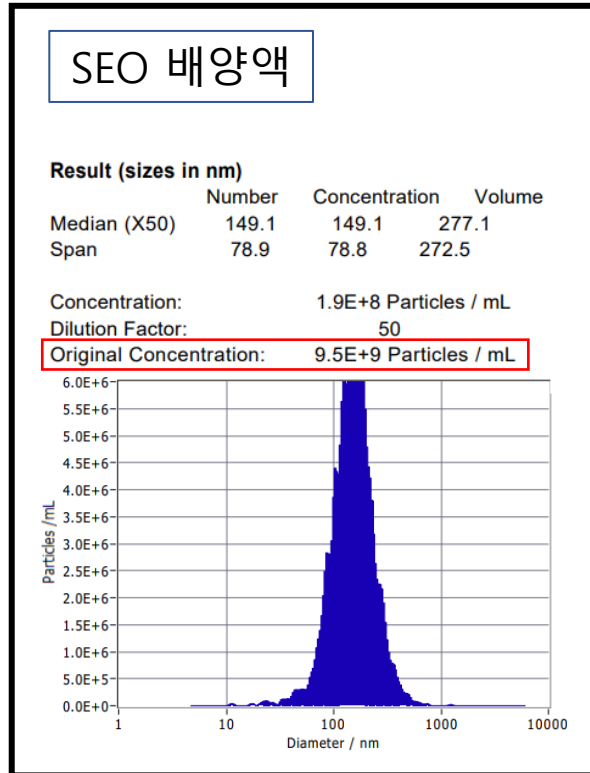 SEO 배양액
Result (sizes in nm)
Number Concentration Volume
Median (X50) 149.1 149.1 277.1
Span 78.9 78.8 272.5
Concentration: 1.9E+8 Particles / mL
Dilution Factor: 50
Original Concentration: 9.5E+9 Particles / mL
6.0E+6
5.5E+6
5.0E+6
4.5E+6
4.0E+6
3.5E+6
3.0E+6
2.5E+6
2.0E+6
1.5E+6
1.0E+6
5.0E+5
0.0E+0
Particles /mL
1 10 100 1000 10000
Diameter / nm